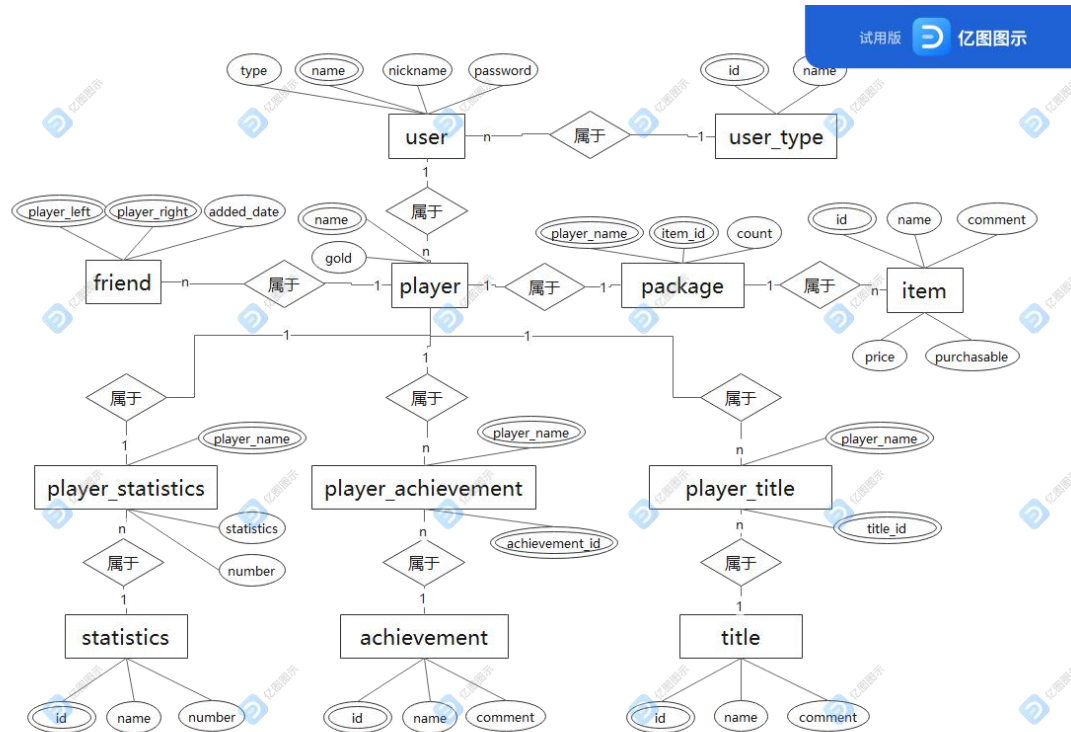 试用版 亿图图示
type name nickname password id name
user n 属于 1 user_type
1
属于
n
player_left player_right added_date name player_name item_id count id name comment
gold
friend n 属于 1 player 1 属于 1 package 1 属于 n item
price purchasable
1 1 1
属于 属于 属于
1 n n
player_name player_name player_name
player_statistics player_achievement player_title
statistics achievement_id title_id
number
n n n
属于 属于 属于
1 1 1
statistics achievement title
id name number id name comment id name comment
亿图图示